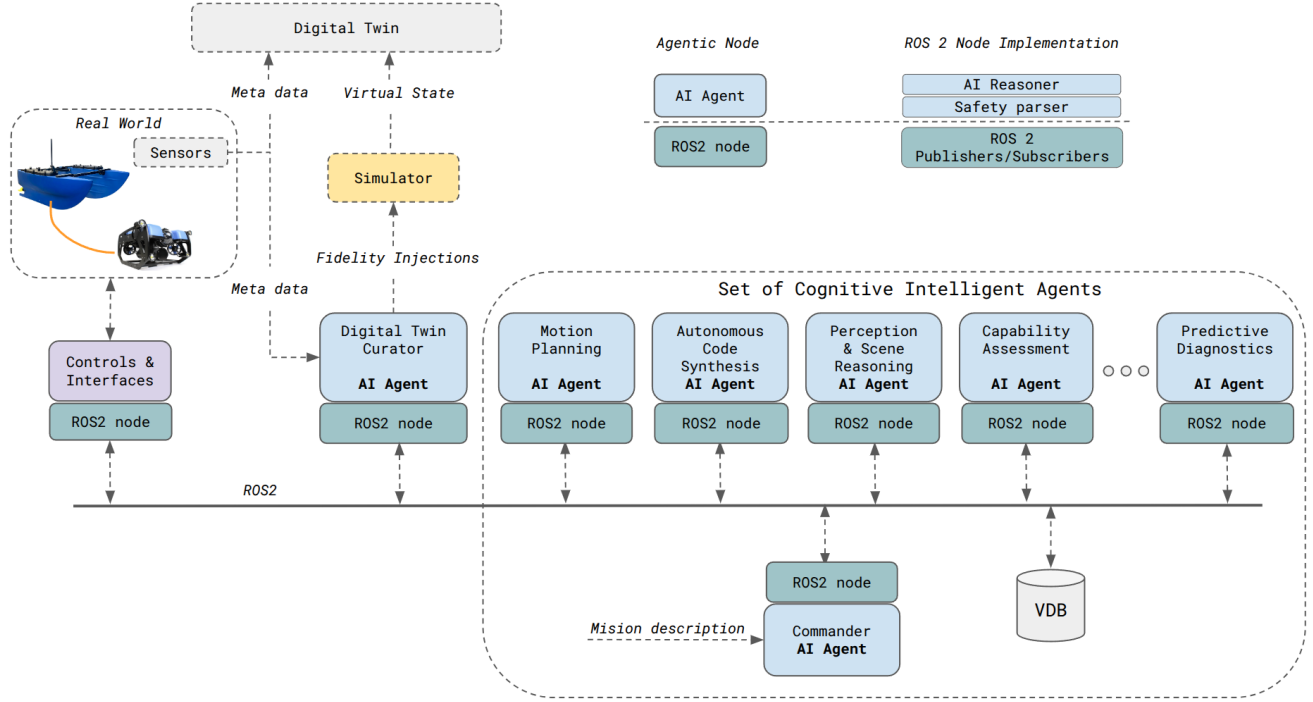 Digital Twin
Agentic Node
ROS 2 Node Implementation
Meta data
Virtual State
AI Agent
AI Reasoner
Safety parser
Real World
Sensors
ROS2 node
ROS 2
Publishers/Subscribers
Simulator
Fidelity Injections
Meta data
Set of Cognitive Intelligent Agents
Controls &
Interfaces
ROS2 node
Digital Twin
Curator
AI Agent
ROS2 node
Motion
Planning
AI Agent
ROS2 node
Autonomous
Code
Synthesis
AI Agent
ROS2 node
Perception
& Scene
Reasoning
AI Agent
ROS2 node
Capability
Assessment
AI Agent
ROS2 node
Predictive
Diagnostics
AI Agent
ROS2 node
ROS2
ROS2 node
Mision description
Commander
AI Agent
VDB